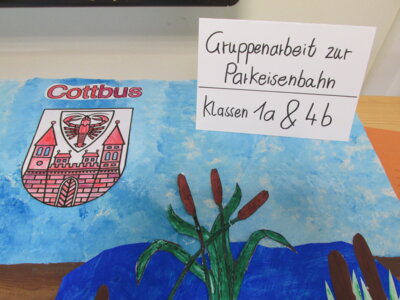 Cottbus
Gruppenarbeit zur
Parkeisenbahn
Klassen 1a & 4b